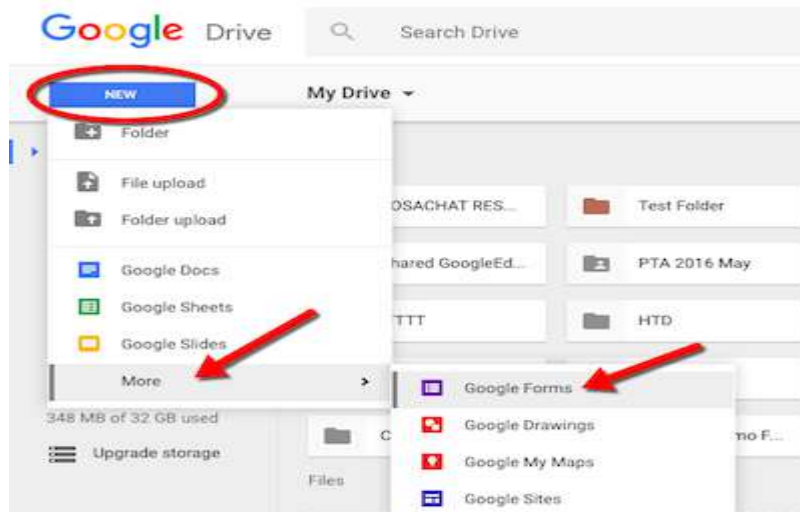 Google Drive
Search Drive
NEW
My Drive
Folder
File upload
Folder upload
Google Docs
Google Sheets
Google Slides
More
OSACHAT RES...
Test Folder
hared GoogleEd...
PTA 2016 May
TTT
HTD
Google Forms
Google Drawings
Google My Maps
Google Sites
348 MB of 32 GB used
Upgrade storage
C
mo F...
Files